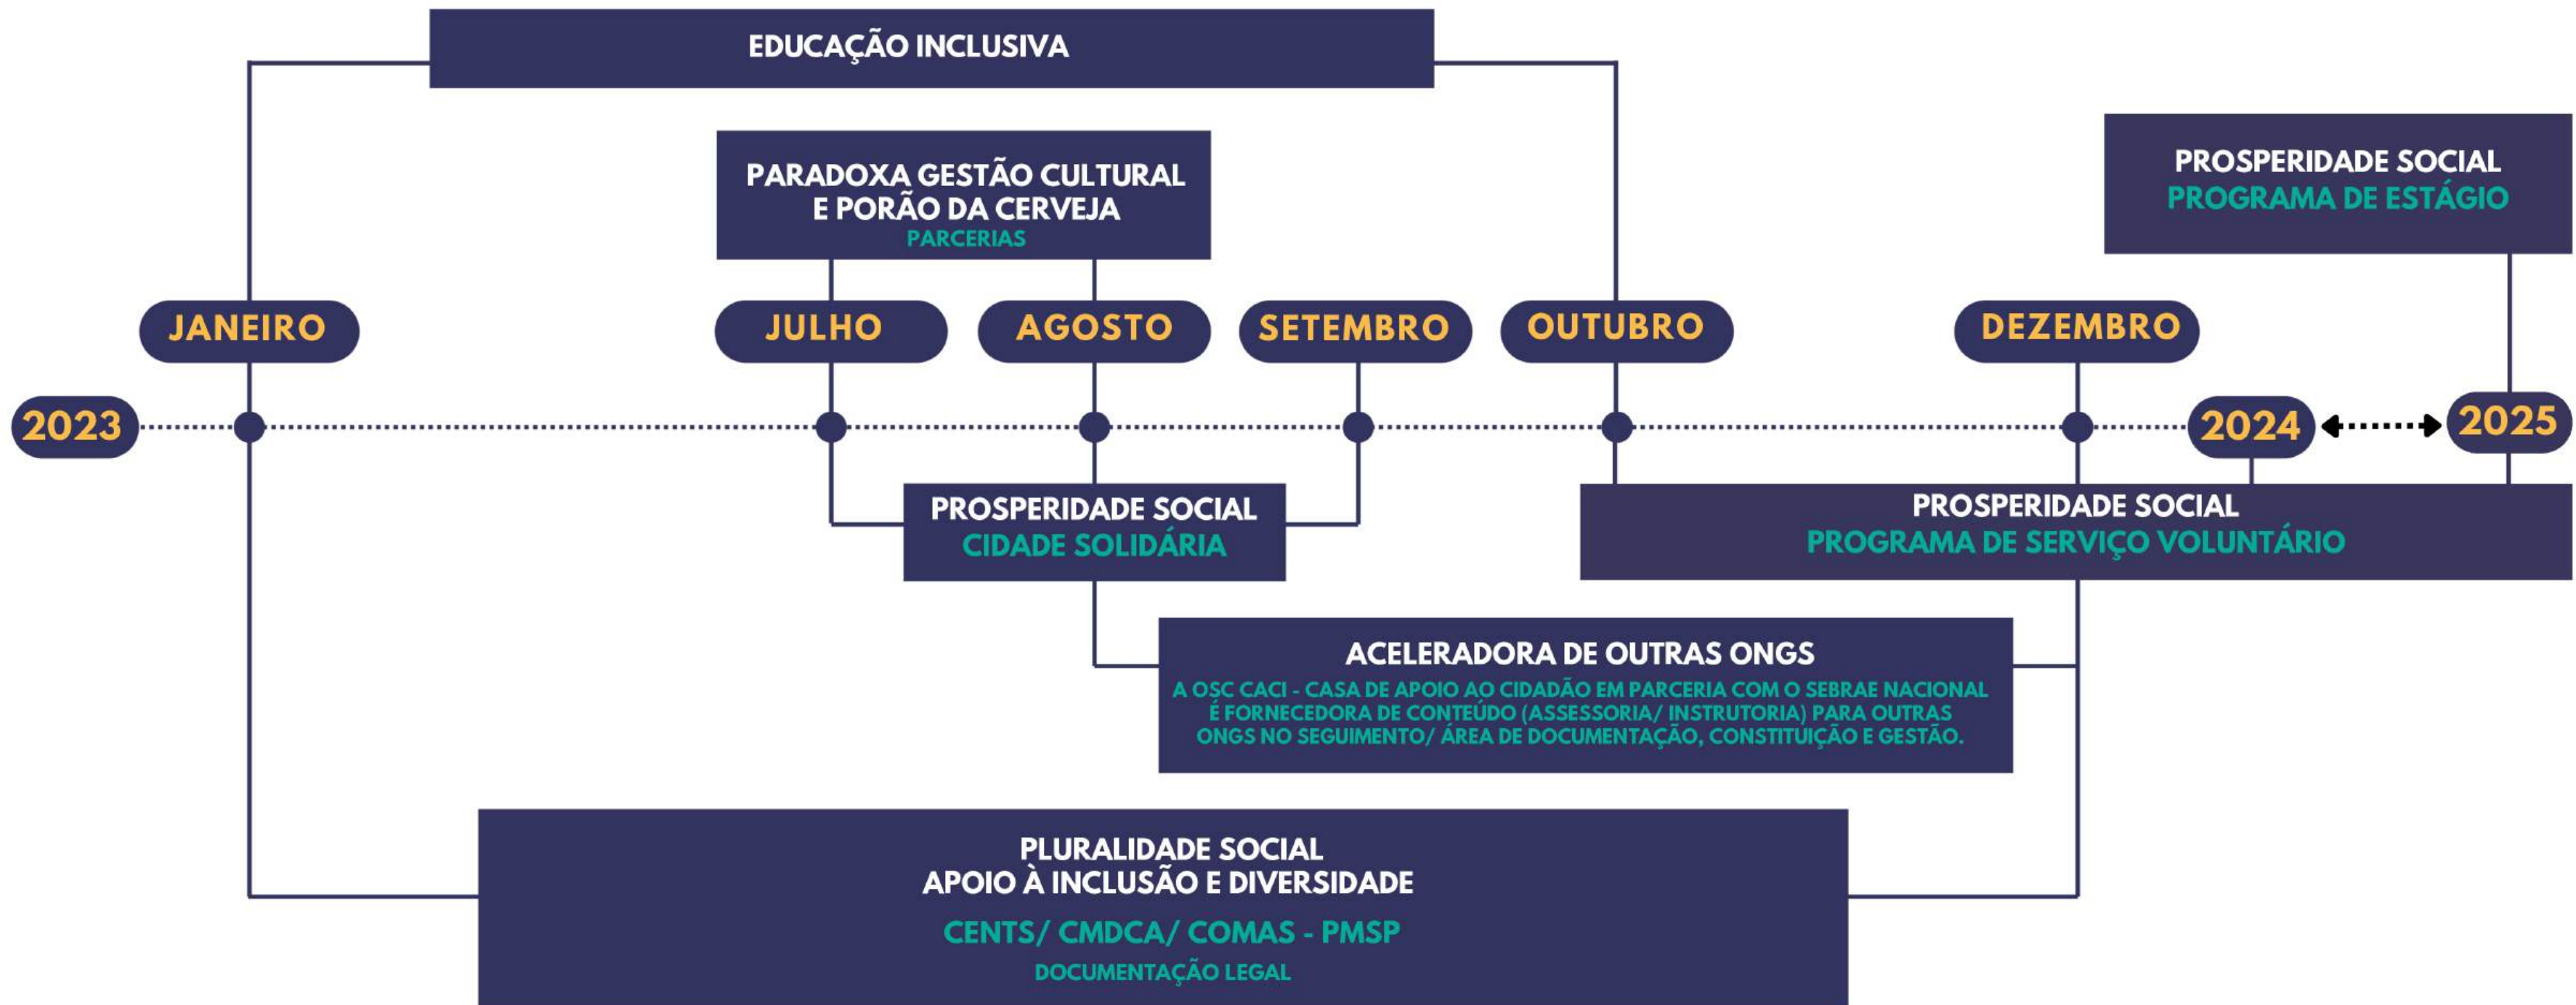 EDUCAÇÃO INCLUSIVA
PARADOXA GESTÃO CULTURAL
E PORÃO DA CERVEJA
PARCERIAS
PROSPERIDADE SOCIAL
PROGRAMA DE ESTÁGIO
JANEIRO
JULHO
AGOSTO
SETEMBRO
OUTUBRO
DEZEMBRO
2023
2024
2025
PROSPERIDADE SOCIAL
CIDADE SOLIDÁRIA
PROSPERIDADE SOCIAL
PROGRAMA DE SERVIÇO VOLUNTÁRIO
ACELERADORA DE OUTRAS ONGS
A OSC CACI - CASA DE APOIO AO CIDADÃO EM PARCERIA COM O SEBRAE NACIONAL
É FORNECEDORA DE CONTEÚDO (ASSESSORIA/ INSTRUTORIA) PARA OUTRAS
ONGS NO SEGUIMENTO/ ÁREA DE DOCUMENTAÇÃO, CONSTITUIÇÃO E GESTÃO.
PLURALIDADE SOCIAL
APOIO À INCLUSÃO E DIVERSIDADE
CENTS/ CMDCA/ COMAS - PMSP
DOCUMENTAÇÃO LEGAL